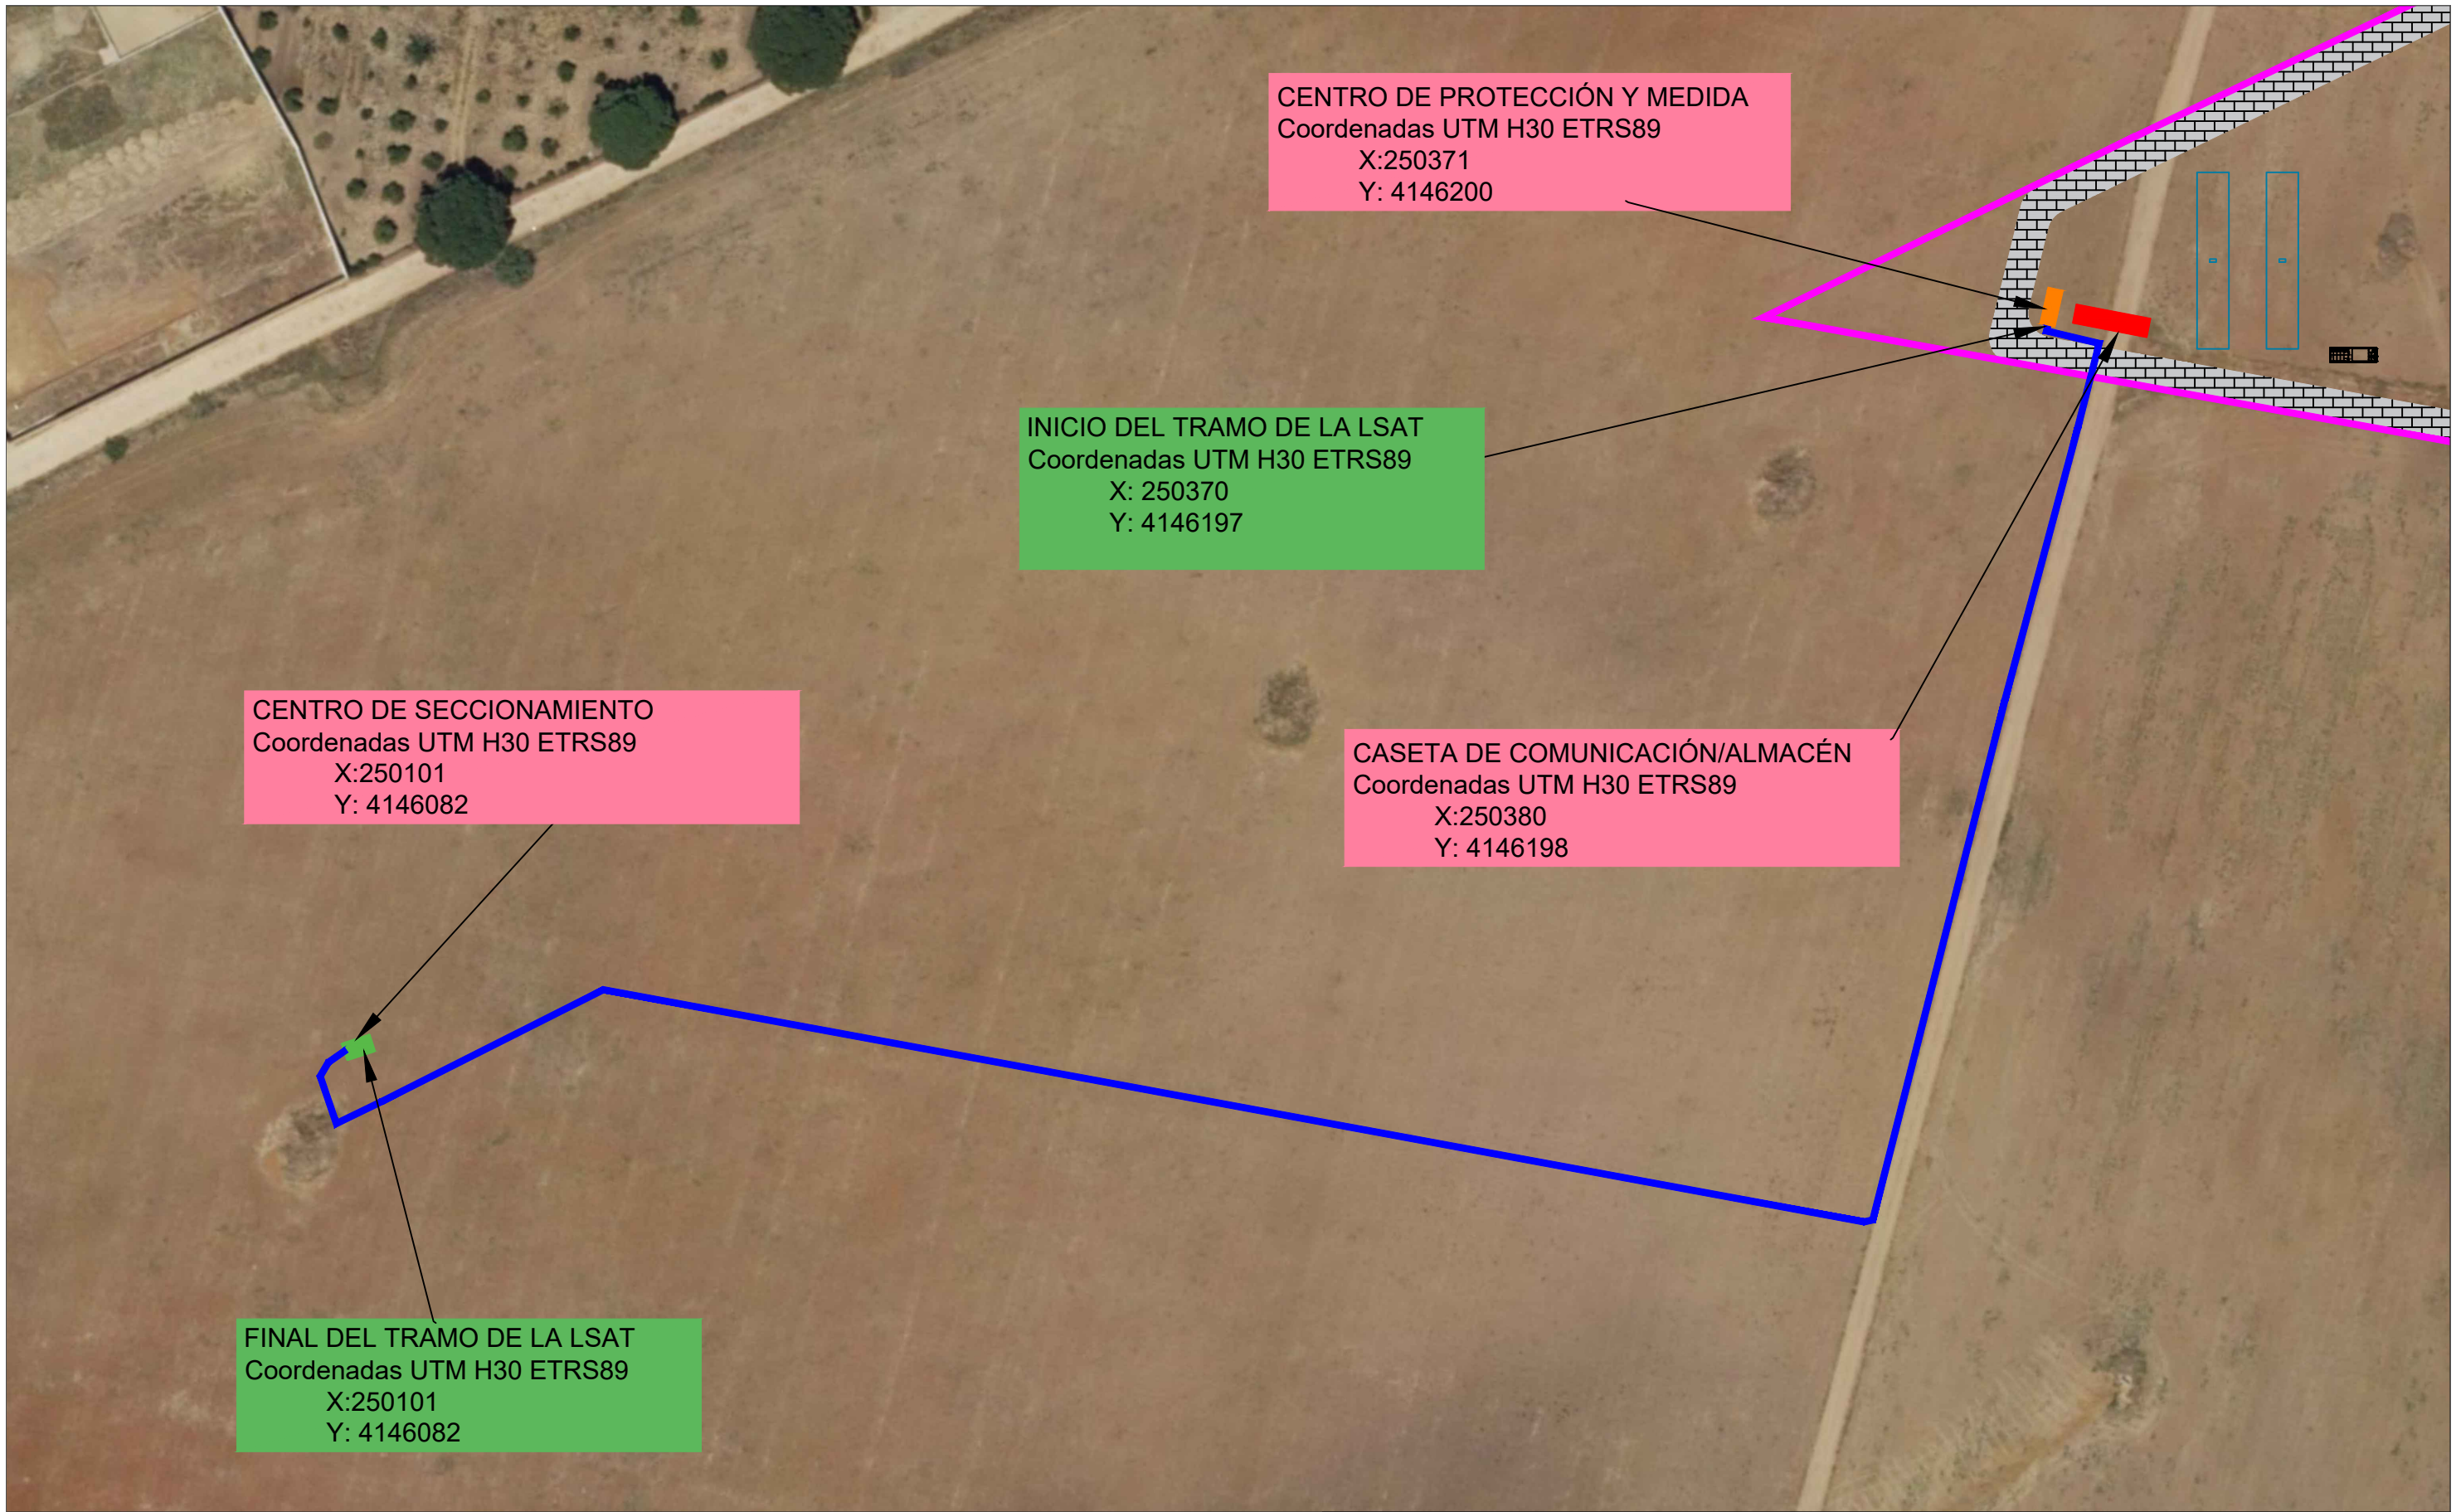 CENTRO DE PROTECCIÓN Y MEDIDA
Coordenadas UTM H30 ETRS89
X:250371
Y: 4146200
INICIO DEL TRAMO DE LA LSAT
Coordenadas UTM H30 ETRS89
X: 250370
Y: 4146197
CENTRO DE SECCIONAMIENTO
Coordenadas UTM H30 ETRS89
X:250101
Y: 4146082
CASETA DE COMUNICACIÓN/ALMACÉN
Coordenadas UTM H30 ETRS89
X:250380
Y: 4146198
FINAL DEL TRAMO DE LA LSAT
Coordenadas UTM H30 ETRS89
X:250101
Y: 4146082